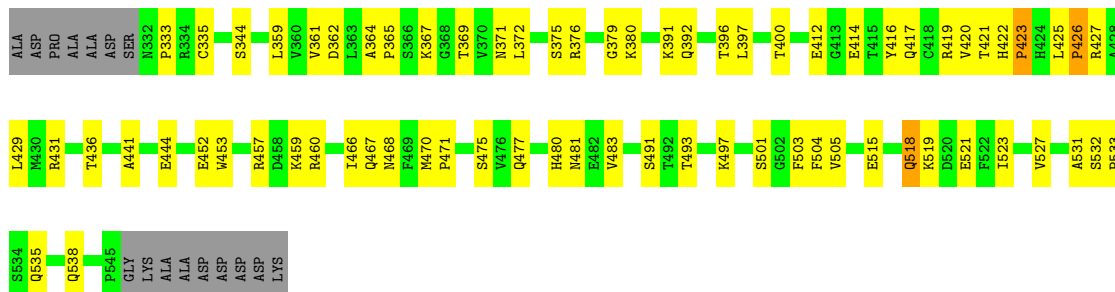 ALA ASP PRO ALA ALA ASP SER N332 P333 R334 C335 S344 L359 V360 V361 D362 L363 A364 P365 S366 K367 G368 T369 V370 N371 L372 S375 R376 G379 K380 K391 Q392 T396 L397 T400 E412 G413 E414 T415 Y416 Q417 C418 R419 V420 T421 H422 P423 H424 L425 P426 R427 A428
L429 M430 R431 T436 A441 E444 E452 W453 R457 D458 K459 R460 I466 Q467 N468 F469 M470 P471 S475 V476 Q477 H480 N481 E482 V483 S491 T492 T493 K497 S501 G502 F503 F504 V505 E515 Q518 K519 D520 E521 F522 I523 V527 A531 S532
S534 Q535 Q538 P545 GLY LYS ALA ALA ASP ASP ASP ASP LYS